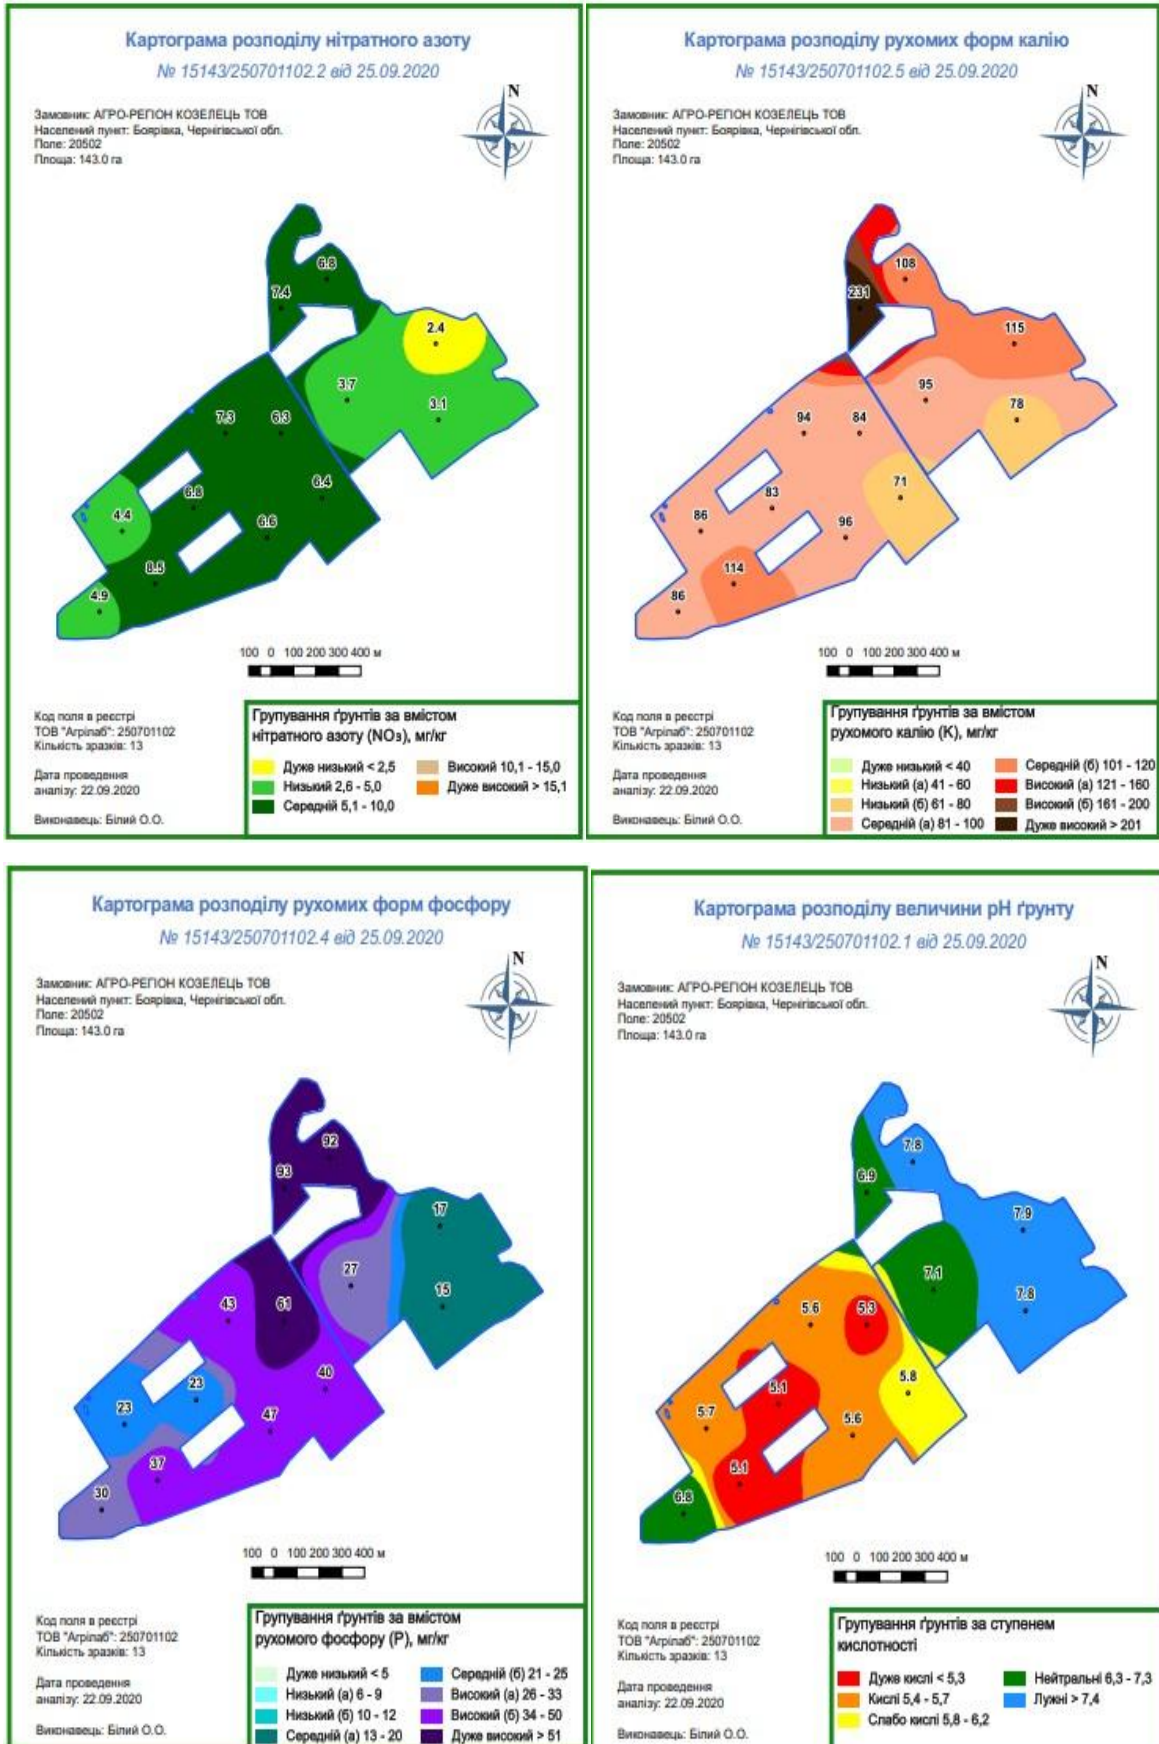 Картограма розподілу нітратного азоту
№ 15143/250701102.2 від 25.09.2020
N
Замовник: АГРО-РЕГІОН КОЗЕЛЕЦЬ ТОВ
Населений пункт: Боярівка, Чернігівської обл.
Поле: 20502
Площа: 143.0 га
6.8
7.4
2.4
3.7
3.1
7.3
6.3
6.4
6.8
4.4
6.6
8.5
4.9
100 0 100 200 300 400 м
Код поля в реєстрі
ТОВ "Агрілаб": 250701102
Кількість зразків: 13
Дата проведення
аналізу: 22.09.2020
Виконавець: Білий О.О.
Групування ґрунтів за вмістом
нітратного азоту (NO₃), мг/кг
Дуже низький < 2,5
Низький 2,6 - 5,0
Середній 5,1 - 10,0
Високий 10,1 - 15,0
Дуже високий > 15,1
Картограма розподілу рухомих форм калію
№ 15143/250701102.5 від 25.09.2020
N
Замовник: АГРО-РЕГІОН КОЗЕЛЕЦЬ ТОВ
Населений пункт: Боярівка, Чернігівської обл.
Поле: 20502
Площа: 143.0 га
108
231
115
95
78
94
84
71
83
86
96
114
86
100 0 100 200 300 400 м
Код поля в реєстрі
ТОВ "Агрілаб": 250701102
Кількість зразків: 13
Дата проведення
аналізу: 22.09.2020
Виконавець: Білий О.О.
Групування ґрунтів за вмістом
рухомого калію (К), мг/кг
Дуже низький < 40
Низький (а) 41 - 60
Низький (б) 61 - 80
Середній (а) 81 - 100
Середній (б) 101 - 120
Високий (а) 121 - 160
Високий (б) 161 - 200
Дуже високий > 201
Картограма розподілу рухомих форм фосфору
№ 15143/250701102.4 від 25.09.2020
N
Замовник: АГРО-РЕГІОН КОЗЕЛЕЦЬ ТОВ
Населений пункт: Боярівка, Чернігівської обл.
Поле: 20502
Площа: 143.0 га
92
93
17
27
15
43
61
40
23
23
47
37
30
100 0 100 200 300 400 м
Код поля в реєстрі
ТОВ "Агрілаб": 250701102
Кількість зразків: 13
Дата проведення
аналізу: 22.09.2020
Виконавець: Білий О.О.
Групування ґрунтів за вмістом
рухомого фосфору (Р), мг/кг
Дуже низький < 5
Низький (а) 6 - 9
Низький (б) 10 - 12
Середній (а) 13 - 20
Середній (б) 21 - 25
Високий (а) 26 - 33
Високий (б) 34 - 50
Дуже високий > 51
Картограма розподілу величини рН ґрунту
№ 15143/250701102.1 від 25.09.2020
N
Замовник: АГРО-РЕГІОН КОЗЕЛЕЦЬ ТОВ
Населений пункт: Боярівка, Чернігівської обл.
Поле: 20502
Площа: 143.0 га
7.8
6.9
7.9
7.1
7.8
5.6
5.3
5.8
5.1
5.7
5.6
5.1
6.8
100 0 100 200 300 400 м
Код поля в реєстрі
ТОВ "Агрілаб": 250701102
Кількість зразків: 13
Дата проведення
аналізу: 22.09.2020
Виконавець: Білий О.О.
Групування ґрунтів за ступенем
кислотності
Дуже кислі < 5,3
Кислі 5,4 - 5,7
Слабо кислі 5,8 - 6,2
Нейтральні 6,3 - 7,3
Лужні > 7,4